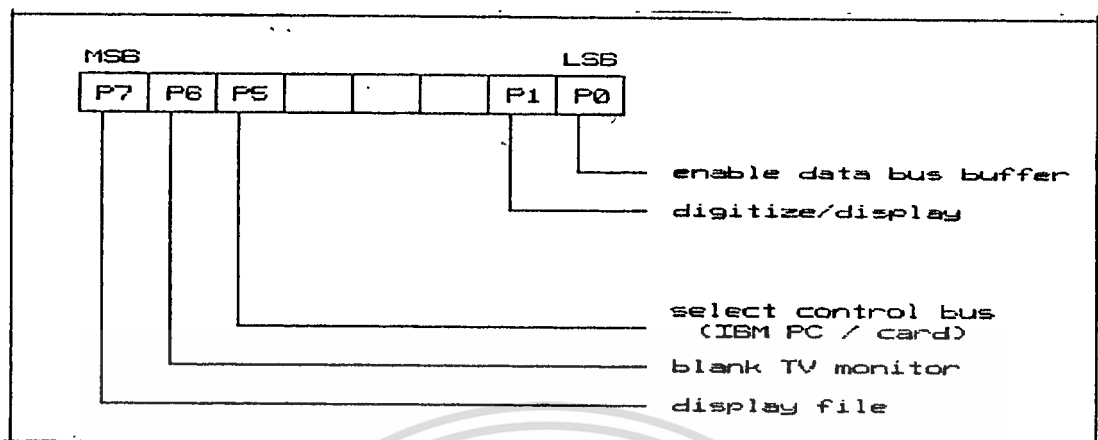 MSB LSB
P7 P6 P5 P1 P0
enable data bus buffer
digitize/display
select control bus
(IBM PC / card)
blank TV monitor
display file